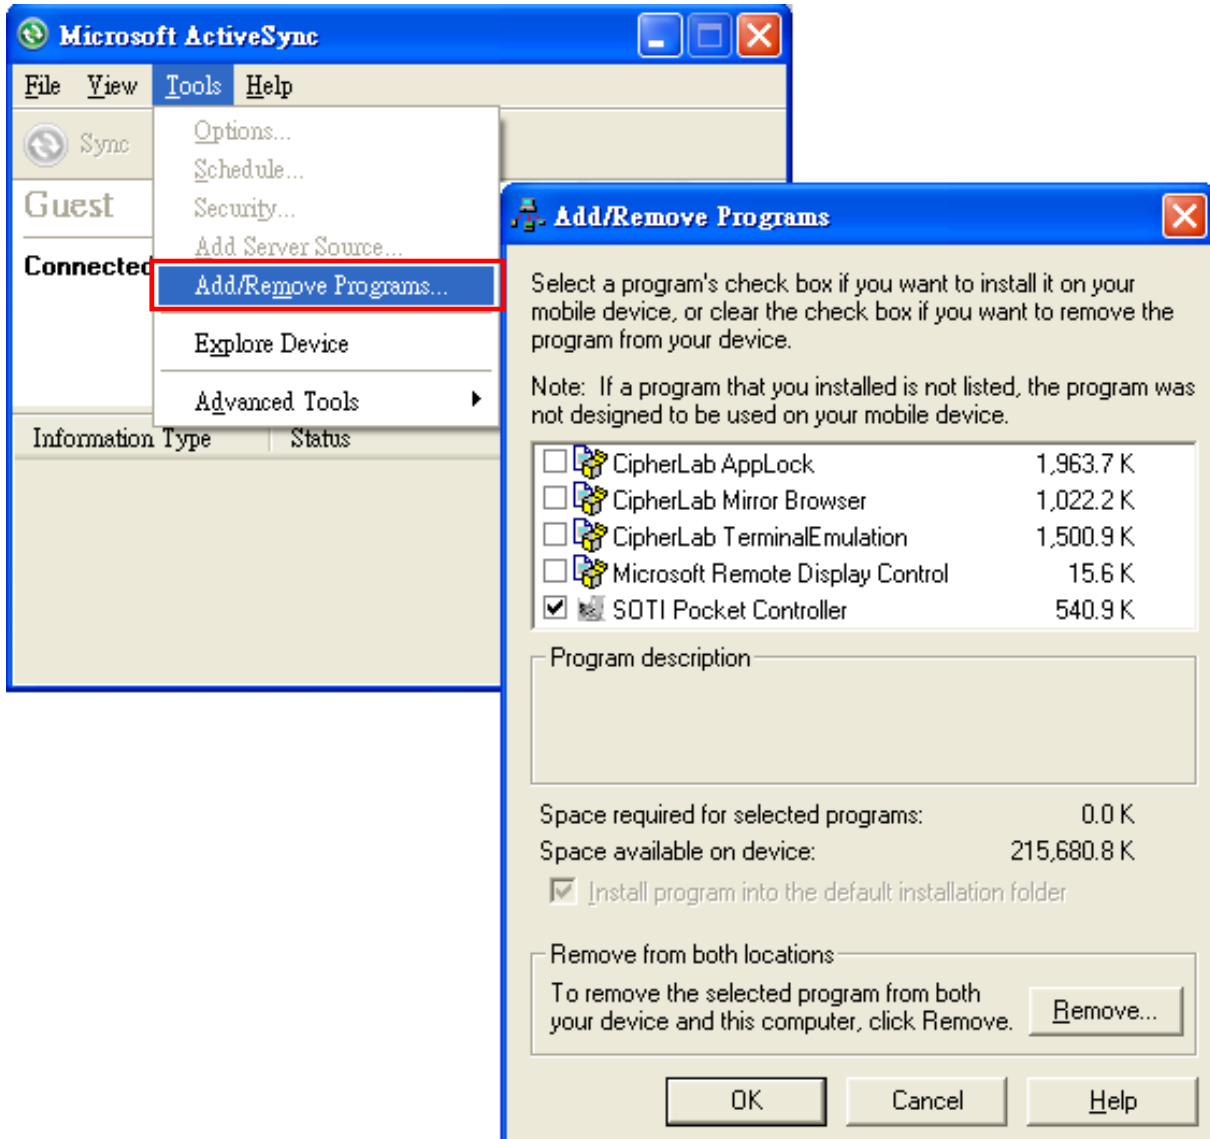 Microsoft ActiveSync
File View Tools Help
Sync
Options...
Schedule...
Guest
Security...
Add Server Source...
Connected
Add/Remove Programs...
Explore Device
Advanced Tools
Information Type Status
Add/Remove Programs
Select a program's check box if you want to install it on your
mobile device, or clear the check box if you want to remove the
program from your device.
Note: If a program that you installed is not listed, the program was
not designed to be used on your mobile device.
CipherLab AppLock 1,963.7 K
CipherLab Mirror Browser 1,022.2 K
CipherLab TerminalEmulation 1,500.9 K
Microsoft Remote Display Control 15.6 K
SOTI Pocket Controller 540.9 K
Program description
Space required for selected programs: 0.0 K
Space available on device: 215,680.8 K
Install program into the default installation folder
Remove from both locations
To remove the selected program from both
your device and this computer, click Remove.
Remove...
OK Cancel Help